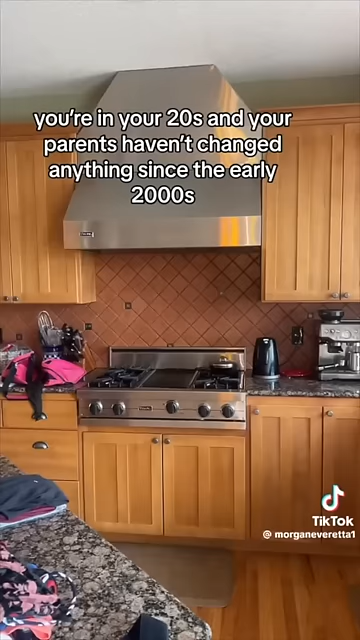 you're in your 20s and your
parents haven't changed
anything since the early
2000s
TikTok
@ morganeveretta1